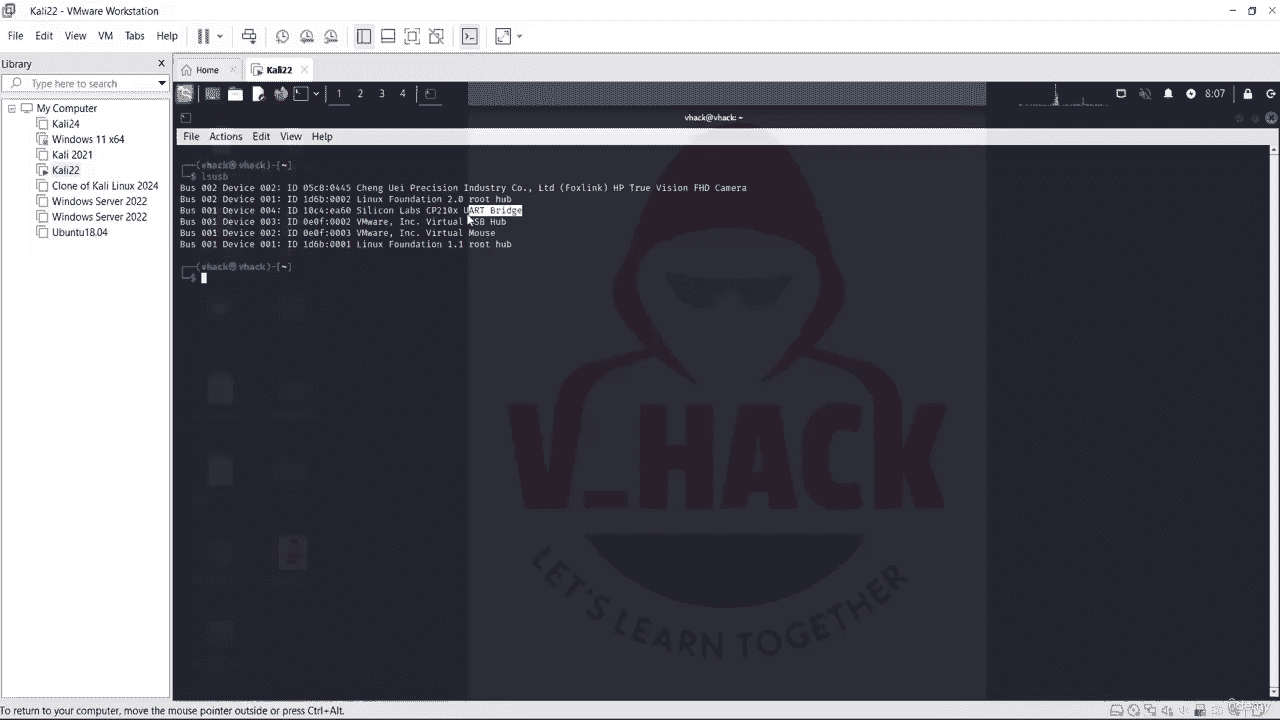 Kali22 - VMware Workstation
File Edit View VM Tabs Help
Library X
Type here to search
Home
Kali22
My Computer
Kali24
Windows 11 x64
Kali 2021
Kali22
Clone of Kali Linux 2024
Windows Server 2022
Windows Server 2022
Ubuntu18.04
1 2 3 4
8:07
vhack@vhack: ~
File Actions Edit View Help
(vhack㉿vhack)-[~]
$ lsusb
Bus 002 Device 002: ID 05c8:0445 Cheng Uei Precision Industry Co., Ltd (Foxlink) HP True Vision FHD Camera
Bus 002 Device 001: ID 1d6b:0002 Linux Foundation 2.0 root hub
Bus 001 Device 004: ID 10c4:ea60 Silicon Labs CP210x UART Bridge
Bus 001 Device 003: ID 0e0f:0002 VMware, Inc. Virtual USB Hub
Bus 001 Device 002: ID 0e0f:0003 VMware, Inc. Virtual Mouse
Bus 001 Device 001: ID 1d6b:0001 Linux Foundation 1.1 root hub
(vhack㉿vhack)-[~]
$
V_HACK
LET'S LEARN TOGETHER
To return to your computer, move the mouse pointer outside or press Ctrl+Alt.